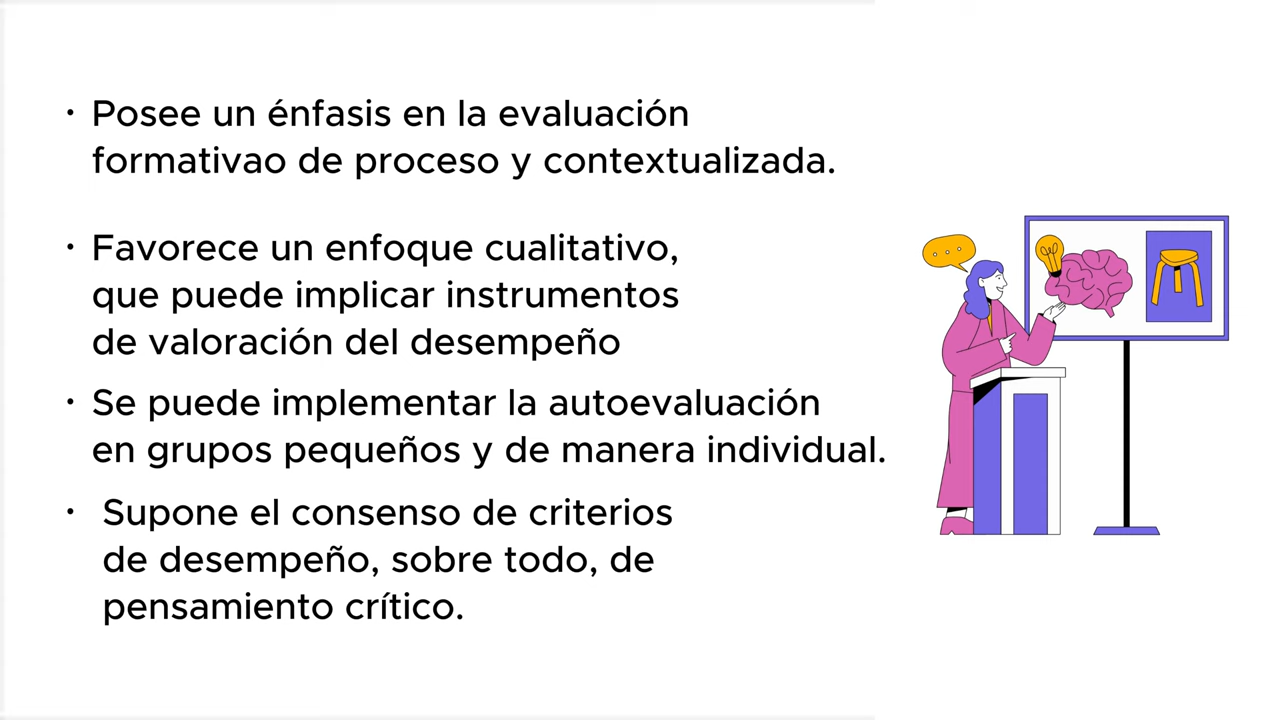 · Posee un énfasis en la evaluación
formativao de proceso y contextualizada.
· Favorece un enfoque cualitativo,
que puede implicar instrumentos
de valoración del desempeño
· Se puede implementar la autoevaluación
en grupos pequeños y de manera individual.
· Supone el consenso de criterios
de desempeño, sobre todo, de
pensamiento crítico.